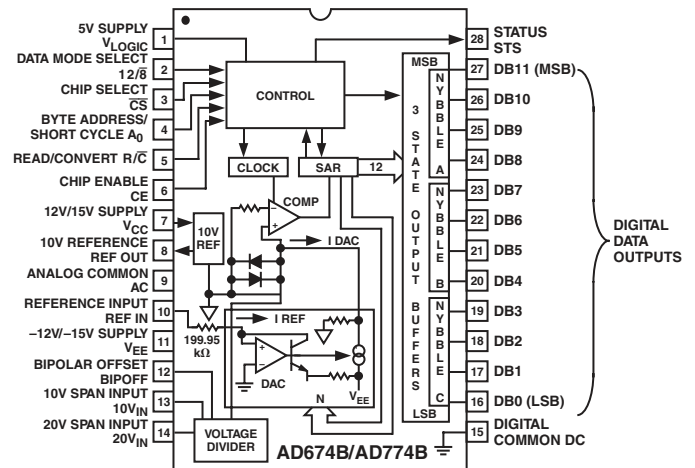 5V SUPPLY
VLOGIC
1
DATA MODE SELECT
12/8̅
2
CHIP SELECT
C̅S̅
3
BYTE ADDRESS/
SHORT CYCLE A0
4
READ/CONVERT R/C̅
5
CHIP ENABLE
CE
6
12V/15V SUPPLY
VCC
7
10V REFERENCE
REF OUT
8
ANALOG COMMON
AC
9
REFERENCE INPUT
REF IN
10
–12V/–15V SUPPLY
VEE
11
BIPOLAR OFFSET
BIPOFF
12
10V SPAN INPUT
10VIN
13
20V SPAN INPUT
20VIN
14
CONTROL
CLOCK
SAR
12
COMP
–
+
10V
REF
I DAC
I REF
199.95
kΩ
+
–
DAC
VEE
N
VOLTAGE
DIVIDER
AD674B/AD774B
MSB
3 STATE OUTPUT BUFFERS
LSB
NYBBLE A
NYBBLE B
NYBBLE C
28
STATUS
STS
27
DB11 (MSB)
26
DB10
25
DB9
24
DB8
23
DB7
22
DB6
21
DB5
20
DB4
19
DB3
18
DB2
17
DB1
16
DB0 (LSB)
15
DIGITAL
COMMON DC
DIGITAL
DATA
OUTPUTS